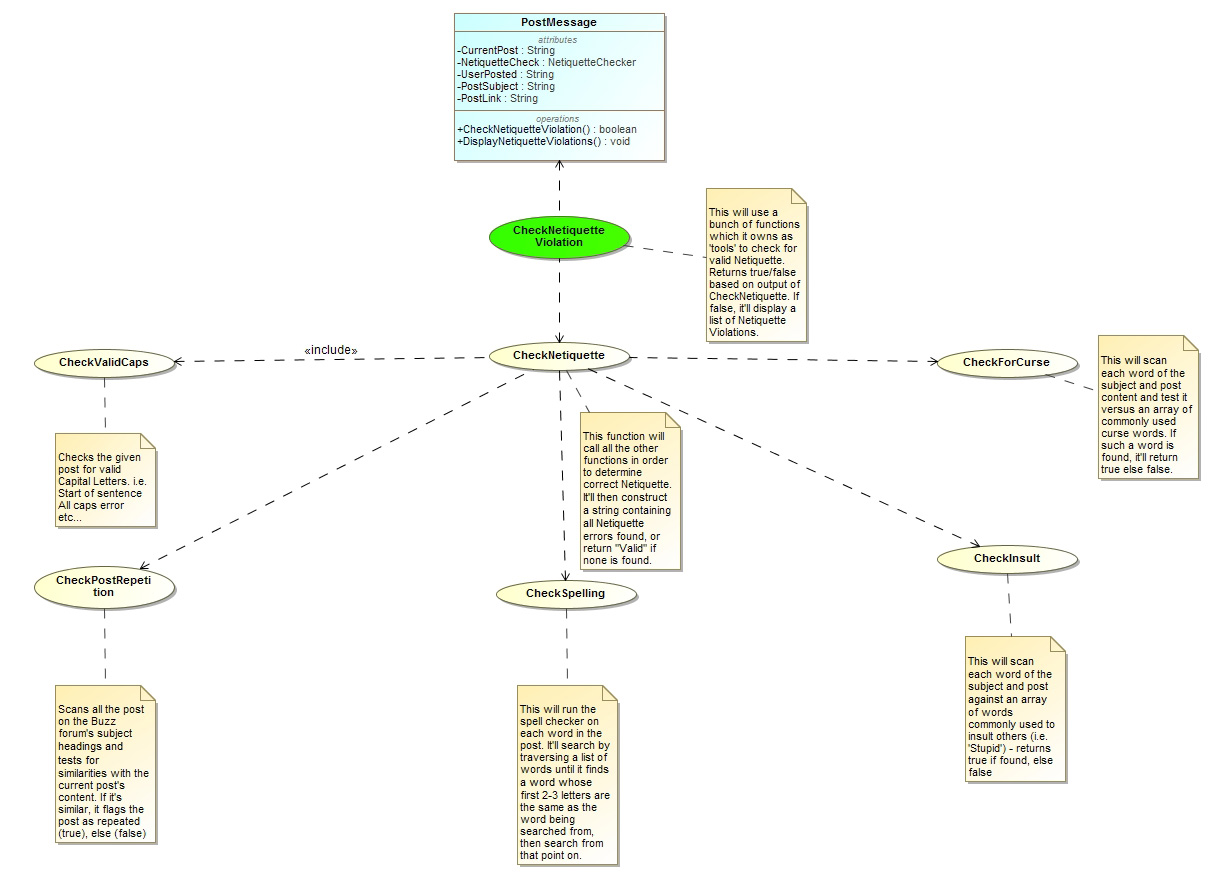 PostMessage
attributes
-CurrentPost : String
-NetiquetteCheck : NetiquetteChecker
-UserPosted : String
-PostSubject : String
-PostLink : String
operations
+CheckNetiquetteViolation() : boolean
+DisplayNetiquetteViolations() : void
CheckNetiquette
Violation
This will use a
bunch of functions
which it owns as
'tools' to check for
valid Netiquette.
Returns true/false
based on output of
CheckNetiquette. If
false, it'll display a
list of Netiquette
Violations.
CheckValidCaps
«include»
CheckNetiquette
CheckForCurse
This will scan
each word of the
subject and post
content and test it
versus an array of
commonly used
curse words. If
such a word is
found, it'll return
true else false.
Checks the given
post for valid
Capital Letters. i.e.
Start of sentence
All caps error
etc...
This function will
call all the other
functions in order
to determine
correct Netiquette.
It'll then construct
a string containing
all Netiquette
errors found, or
return "Valid" if
none is found.
CheckPostRepeti
tion
CheckSpelling
CheckInsult
Scans all the post
on the Buzz
forum's subject
headings and
tests for
similarities with the
current post's
content. If it's
similar, it flags the
post as repeated
(true), else (false)
This will run the
spell checker on
each word in the
post. It'll search by
traversing a list of
words until it finds
a word whose
first 2-3 letters are
the same as the
word being
searched from,
then search from
that point on.
This will scan
each word of the
subject and post
against an array
of words
commonly used to
insult others (i.e.
'Stupid') - returns
true if found, else
false